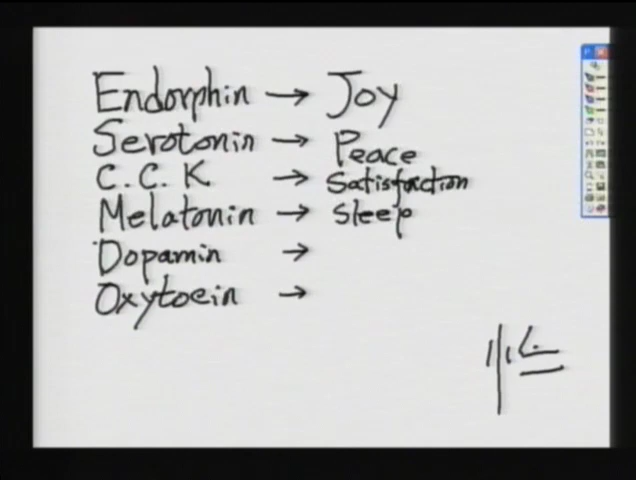 Endorphin → Joy
Serotonin → Peace
C.C.K → Satisfaction
Melatonin → Sleep
Dopamin →
Oxytocin →